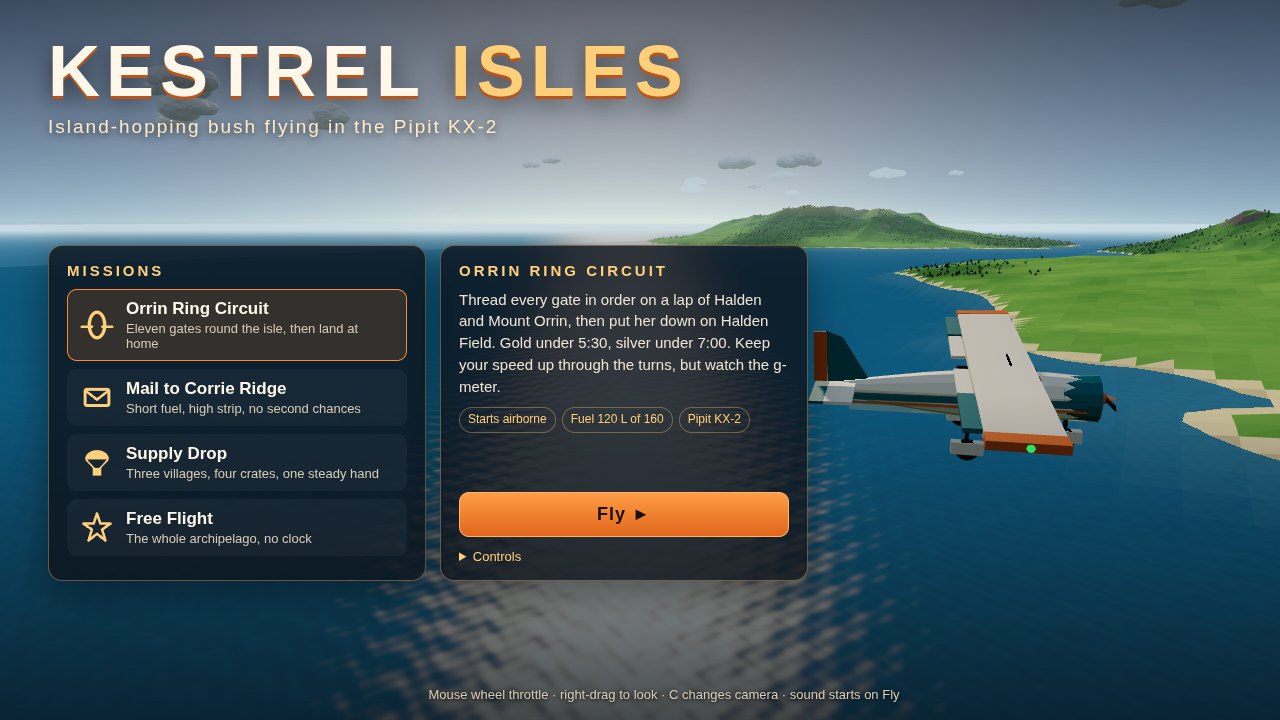 KESTREL ISLES
Island-hopping bush flying in the Pipit KX-2
MISSIONS
Orrin Ring Circuit
Eleven gates round the isle, then land at
home
Mail to Corrie Ridge
Short fuel, high strip, no second chances
Supply Drop
Three villages, four crates, one steady hand
Free Flight
The whole archipelago, no clock
ORRIN RING CIRCUIT
Thread every gate in order on a lap of Halden
and Mount Orrin, then put her down on Halden
Field. Gold under 5:30, silver under 7:00. Keep
your speed up through the turns, but watch the g-
meter.
Starts airborne
Fuel 120 L of 160
Pipit KX-2
Fly ►
▶ Controls
Mouse wheel throttle · right-drag to look · C changes camera · sound starts on Fly